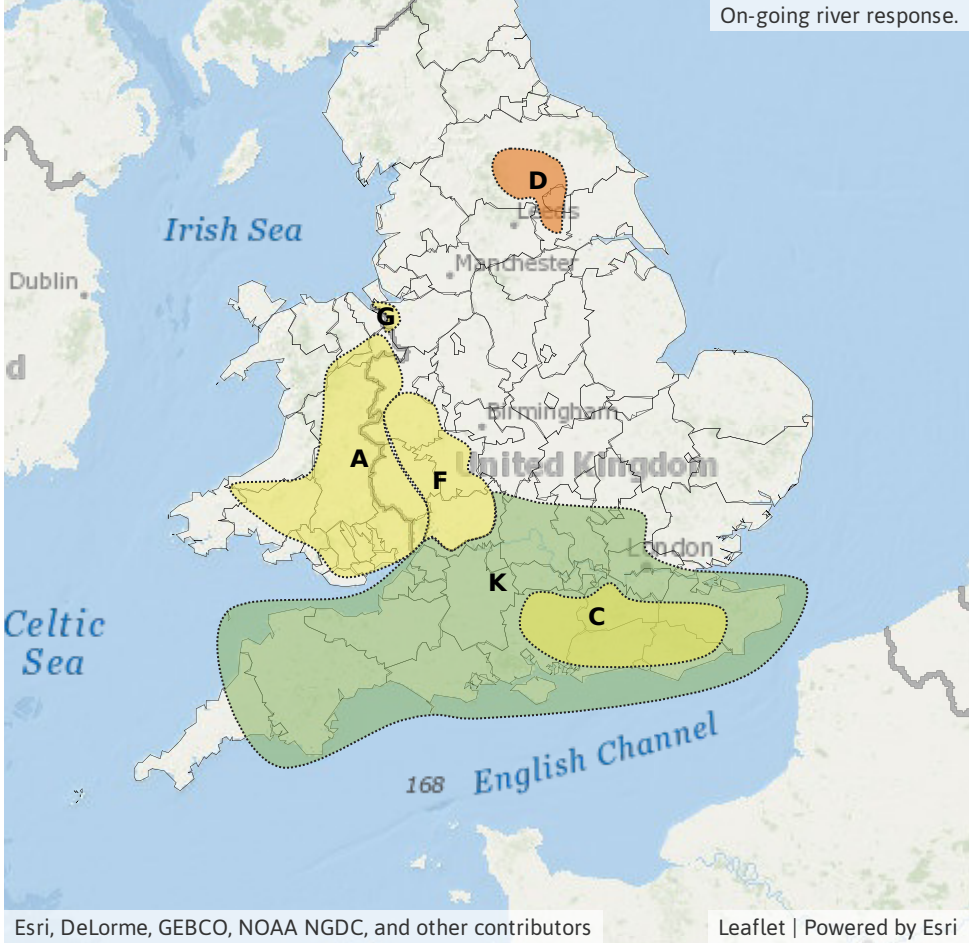 On-going river response.
D
Leeds
Irish Sea
Manchester
Dublin
G
d
Birmingham
A
United Kingdom
F
London
K
C
Celtic
Sea
English Channel
168
Esri, DeLorme, GEBCO, NOAA NGDC, and other contributors
Leaflet | Powered by Esri